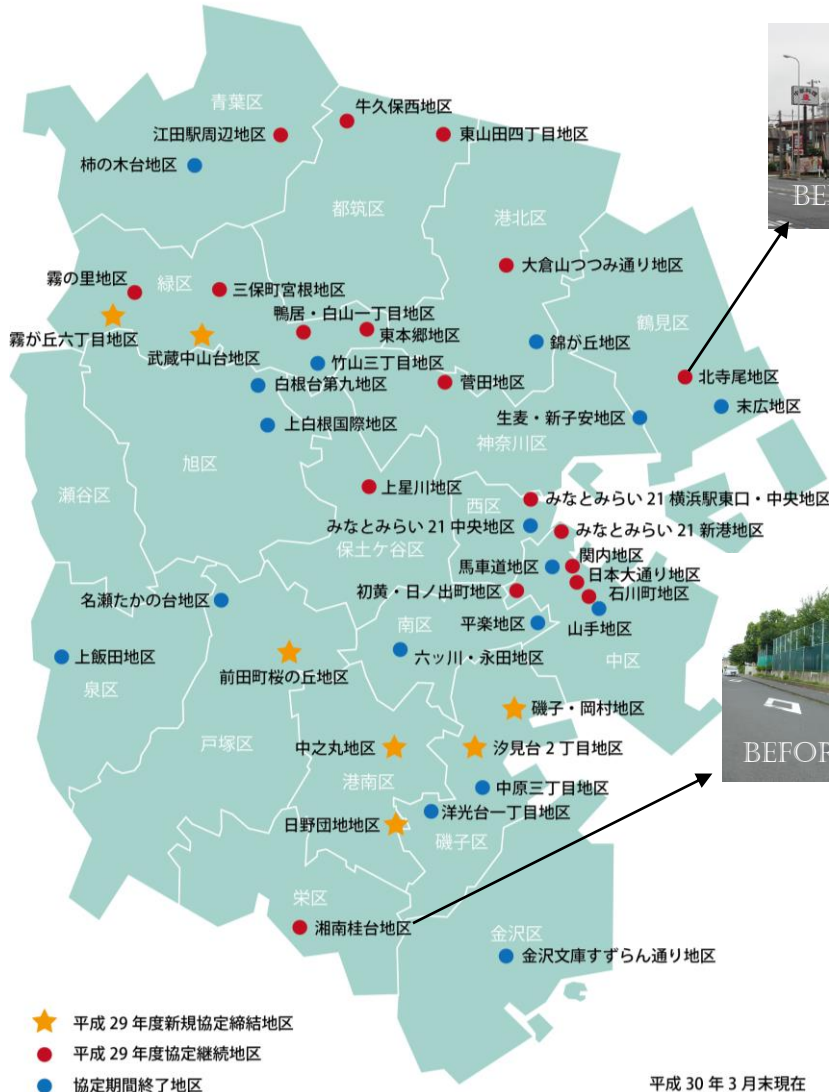 青葉区
牛久保西地区
江田駅周辺地区
東山田四丁目地区
柿の木台地区
都筑区
港北区
BE
霧の里地区
緑区
三保町宮根地区
大倉山つつみ通り地区
鴨居・白山一丁目地区
鶴見区
霧が丘六丁目地区
武蔵中山台地区
東本郷地区
錦が丘地区
竹山三丁目地区
白根台第九地区
菅田地区
北寺尾地区
末広地区
上白根国際地区
生麦・新子安地区
神奈川区
旭区
瀬谷区
上星川地区
西区
みなとみらい 21 横浜駅東口・中央地区
みなとみらい 21 中央地区
みなとみらい 21 新港地区
保土ケ谷区
関内地区
馬車道地区
日本大通り地区
初黄・日ノ出町地区
石川町地区
名瀬たかの台地区
南区
平楽地区
山手地区
上飯田地区
六ッ川・永田地区
中区
泉区
前田町桜の丘地区
磯子・岡村地区
戸塚区
中之丸地区
汐見台 2 丁目地区
BEFOR
港南区
中原三丁目地区
洋光台一丁目地区
日野団地地区
磯子区
栄区
湘南桂台地区
金沢区
金沢文庫すずらん通り地区
平成 29 年度新規協定締結地区
平成 29 年度協定継続地区
協定期間終了地区
平成 30 年 3 月末現在